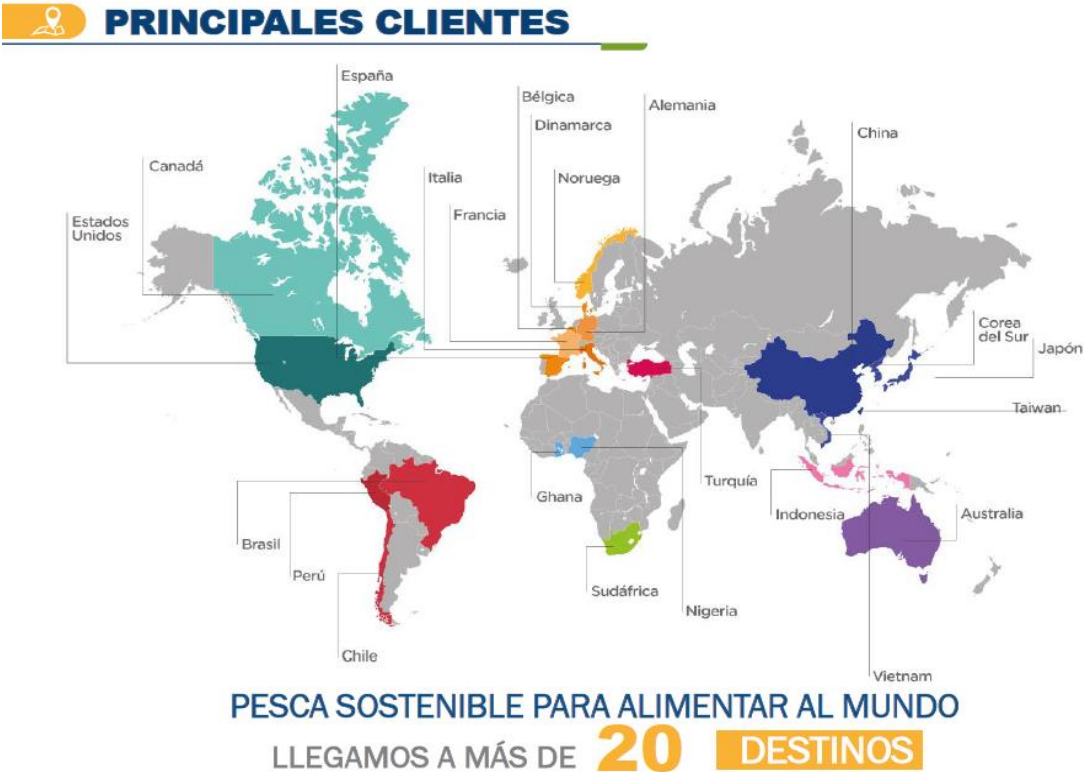 PRINCIPALES CLIENTES
España
Bélgica
Alemania
Dinamarca
China
Canadá
Italia
Noruega
Francia
Estados
Unidos
Corea
del Sur
Japón
Taiwan
Turquía
Ghana
Indonesia
Australia
Brasil
Perú
Sudáfrica
Nigeria
Chile
Vietnam
PESCA SOSTENIBLE PARA ALIMENTAR AL MUNDO
LLEGAMOS A MÁS DE 20 DESTINOS